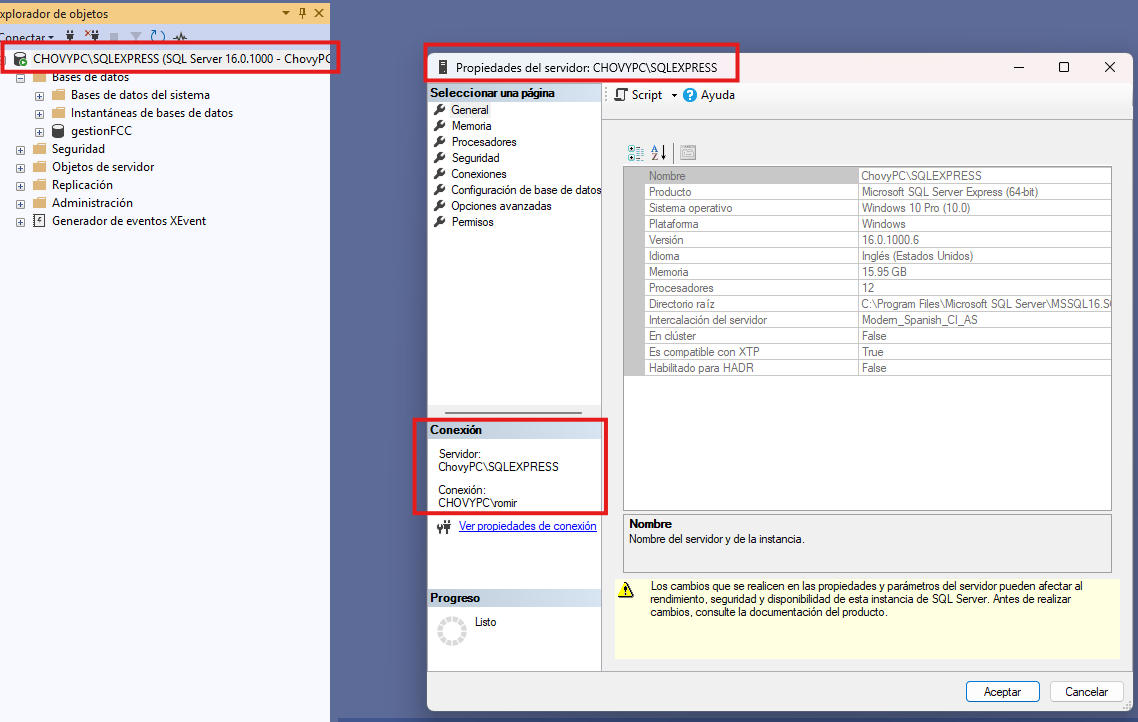 xplorador de objetos
Conectar
CHOVYPC\SQLEXPRESS (SQL Server 16.0.1000 - ChovyPC
Bases de datos
Bases de datos del sistema
Instantáneas de bases de datos
gestionFCC
Seguridad
Objetos de servidor
Replicación
Administración
Generador de eventos XEvent
Propiedades del servidor: CHOVYPC\SQLEXPRESS
Seleccionar una página
General
Memoria
Procesadores
Seguridad
Conexiones
Configuración de base de datos
Opciones avanzadas
Permisos
Conexión
Servidor:
ChovyPC\SQLEXPRESS
Conexión:
CHOVYPC\romir
Ver propiedades de conexión
Progreso
Listo
Script
Ayuda
Nombre ChovyPC\SQLEXPRESS
Producto Microsoft SQL Server Express (64-bit)
Sistema operativo Windows 10 Pro (10.0)
Plataforma Windows
Versión 16.0.1000.6
Idioma Inglés (Estados Unidos)
Memoria 15.95 GB
Procesadores 12
Directorio raíz C:\Program Files\Microsoft SQL Server\MSSQL16.S
Intercalación del servidor Modern_Spanish_CI_AS
En clúster False
Es compatible con XTP True
Habilitado para HADR False
Nombre
Nombre del servidor y de la instancia.
Los cambios que se realicen en las propiedades y parámetros del servidor pueden afectar al
rendimiento, seguridad y disponibilidad de esta instancia de SQL Server. Antes de realizar
cambios, consulte la documentación del producto.
Aceptar
Cancelar